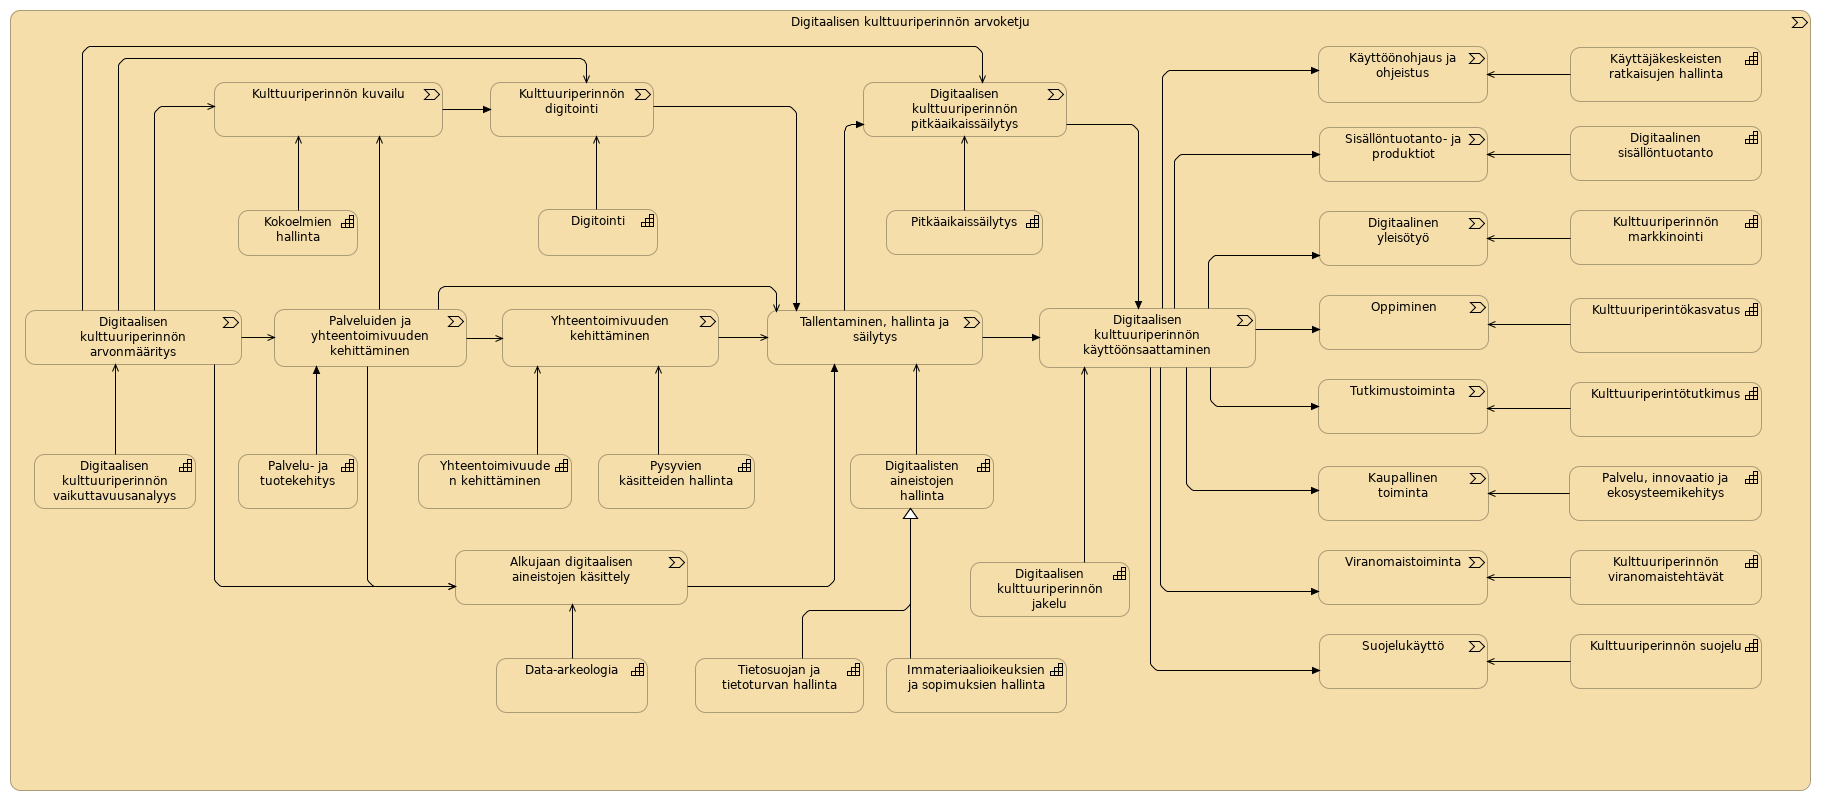 Digitaalisen kulttuuriperinnön arvoketju
Kulttuuriperinnön kuvailu
Kulttuuriperinnön
digitointi
Digitaalisen
kulttuuriperinnön
pitkäaikaissäilytys
Kokoelmien
hallinta
Digitointi
Pitkäaikaissäilytys
Digitaalisen
kulttuuriperinnön
arvonmääritys
Palveluiden ja
yhteentoimivuuden
kehittäminen
Yhteentoimivuuden
kehittäminen
Tallentaminen, hallinta ja
säilytys
Digitaalisen
kulttuuriperinnön
käyttöönsaattaminen
Digitaalisen
kulttuuriperinnön
vaikuttavuusanalyys
Palvelu- ja
tuotekehitys
Yhteentoimivuude
n kehittäminen
Pysyvien
käsitteiden hallinta
Digitaalisten
aineistojen
hallinta
Alkujaan digitaalisen
aineistojen käsittely
Digitaalisen
kulttuuriperinnön
jakelu
Data-arkeologia
Tietosuojan ja
tietoturvan hallinta
Immateriaalioikeuksien
ja sopimuksien hallinta
Käyttöönohjaus ja
ohjeistus
Käyttäjäkeskeisten
ratkaisujen hallinta
Sisällöntuotanto- ja
produktiot
Digitaalinen
sisällöntuotanto
Digitaalinen
yleisötyö
Kulttuuriperinnön
markkinointi
Oppiminen
Kulttuuriperintökasvatus
Tutkimustoiminta
Kulttuuriperintötutkimus
Kaupallinen
toiminta
Palvelu, innovaatio ja
ekosysteemikehitys
Viranomaistoiminta
Kulttuuriperinnön
viranomaistehtävät
Suojelukäyttö
Kulttuuriperinnön suojelu